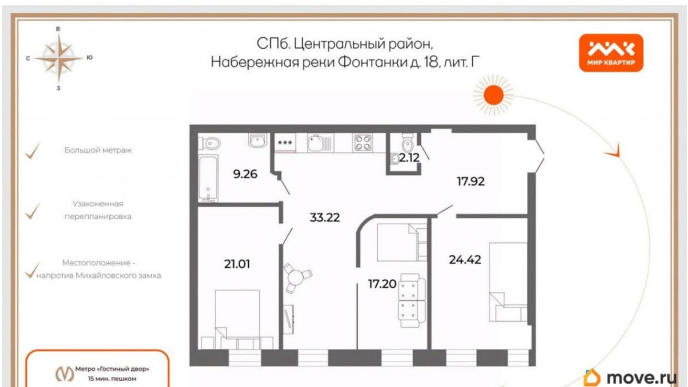 СПб. Центральный район,
Набережная реки Фонтанки д. 18, лит. Г
МИР КВАРТИР
В
С
Ю
З
Большой метраж
Узаконенная
перепланировка
Местоположение -
напротив Михайловского замка
9.26
2.12
17.92
33.22
21.01
17.20
24.42
Метро «Гостиный двор»
15 мин. пешком
move.ru